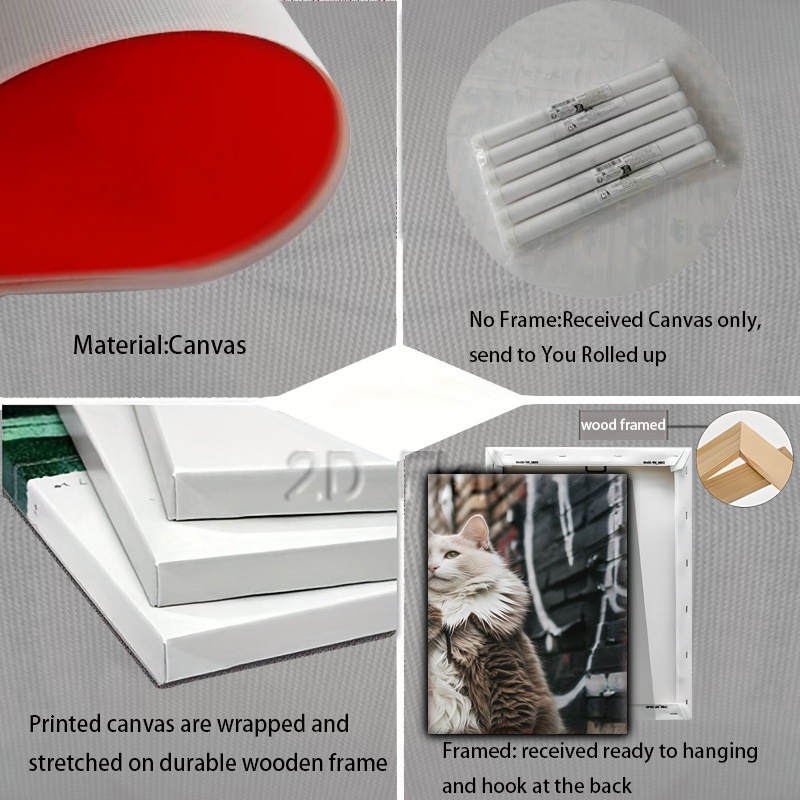 Material:Canvas
No Frame:Received Canvas only,
send to You Rolled up
2D
wood framed
Printed canvas are wrapped and
stretched on durable wooden frame
Framed: received ready to hanging
and hook at the back